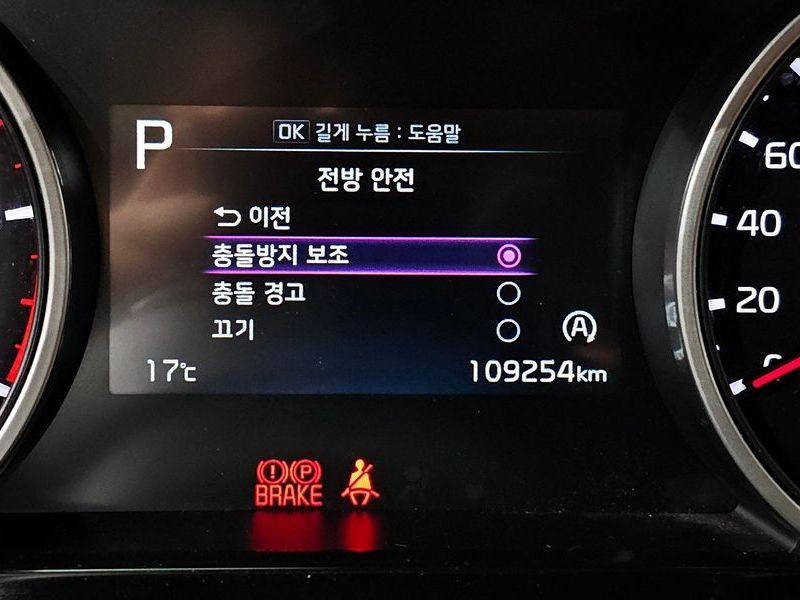 P
OK 길게 누름 : 도움말
전방 안전
이전
충돌방지 보조
충돌 경고
끄기
A
17℃
109254km
60
40
20
0
P
BRAKE